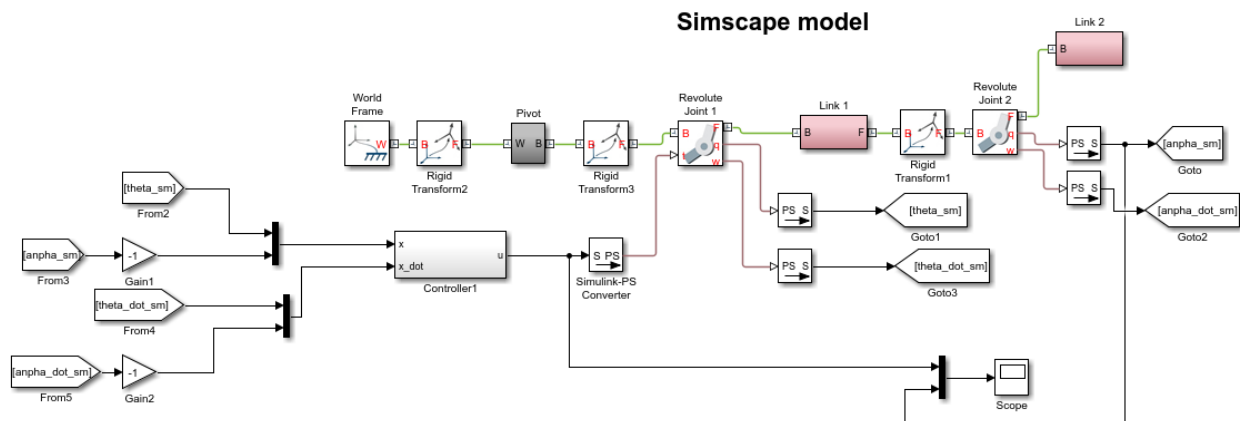 Simscape model
Link 2
B
World
Frame
W
B
F
Rigid
Transform2
Pivot
W
B
B
F
Rigid
Transform3
Revolute
Joint 1
B
t
F
q
w
Link 1
B
F
B
F
Rigid
Transform1
Revolute
Joint 2
B
F
q
w
PS S
[anpha_sm]
Goto
PS S
[anpha_dot_sm]
Goto2
[theta_sm]
From2
PS S
[theta_sm]
Goto1
[anpha_sm]
From3
-1
Gain1
x
x_dot
u
Controller1
S PS
Simulink-PS
Converter
PS S
[theta_dot_sm]
Goto3
[theta_dot_sm]
From4
[anpha_dot_sm]
From5
-1
Gain2
Scope